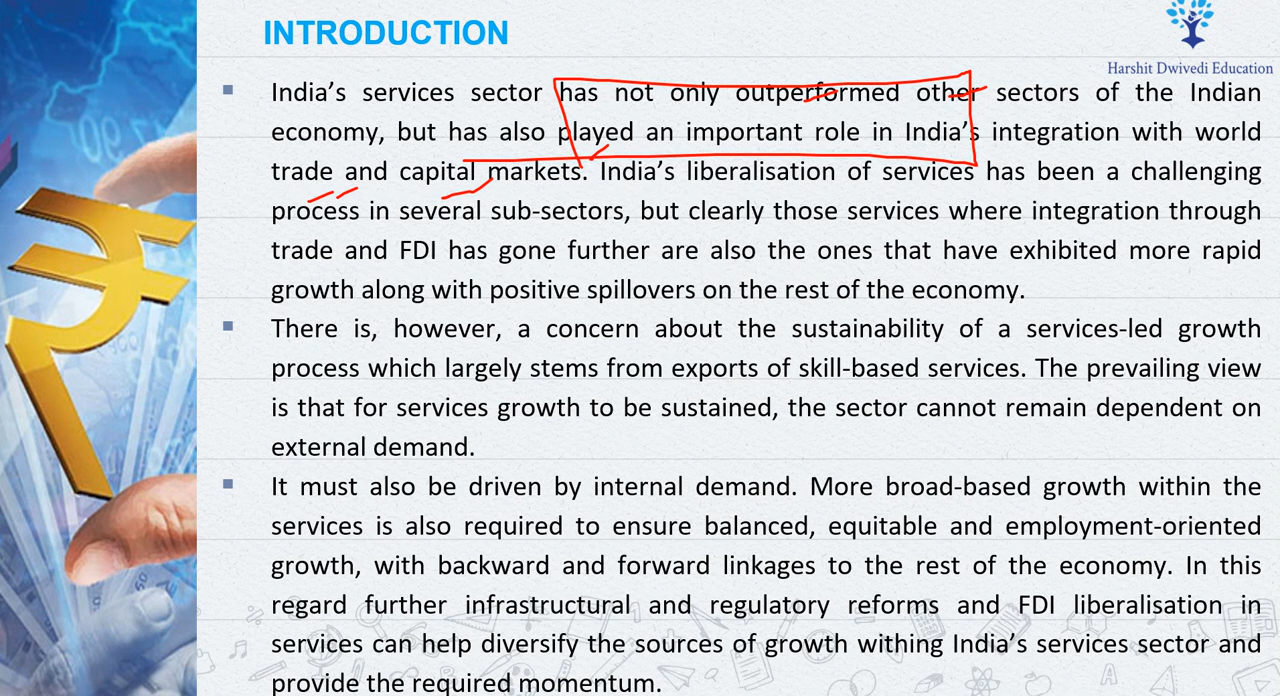 INTRODUCTION
Harshit Dwivedi Education
▪ India’s services sector has not only outperformed other sectors of the Indian
economy, but has also played an important role in India’s integration with world
trade and capital markets. India’s liberalisation of services has been a challenging
process in several sub-sectors, but clearly those services where integration through
trade and FDI has gone further are also the ones that have exhibited more rapid
growth along with positive spillovers on the rest of the economy.
▪ There is, however, a concern about the sustainability of a services-led growth
process which largely stems from exports of skill-based services. The prevailing view
is that for services growth to be sustained, the sector cannot remain dependent on
external demand.
▪ It must also be driven by internal demand. More broad-based growth within the
services is also required to ensure balanced, equitable and employment-oriented
growth, with backward and forward linkages to the rest of the economy. In this
regard further infrastructural and regulatory reforms and FDI liberalisation in
services can help diversify the sources of growth withing India’s services sector and
provide the required momentum.